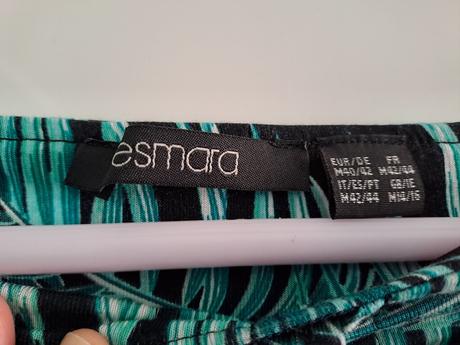 esmara
EUR/DE FR
M40/42 M42/44
IT/ES/PT GB/IE
M42/44 M14/16